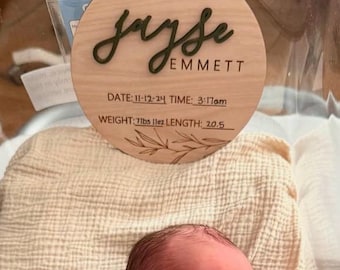 jayse
EMMETT
DATE: 11-12-24 TIME: 3:17am
WEIGHT: 7lbs 11oz LENGTH: 20.5